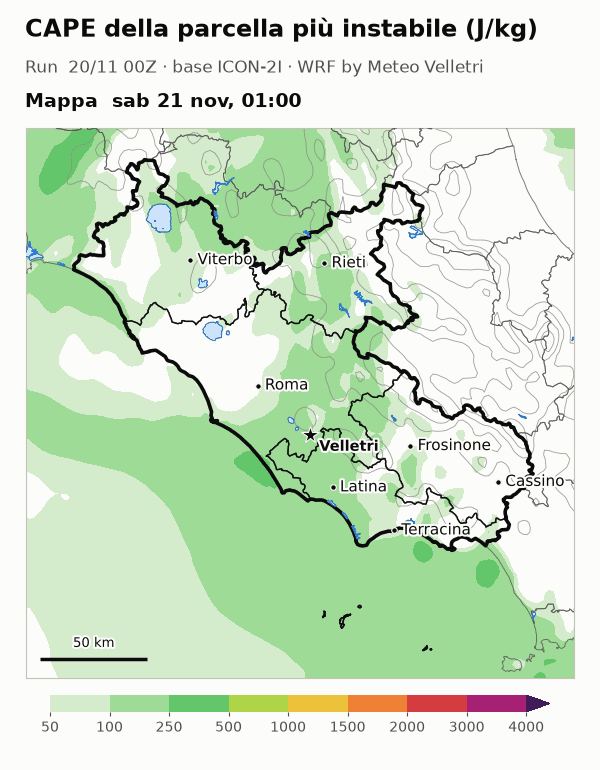 CAPE della parcella più instabile (J/kg)
Run  20/11 00Z · base ICON-2I · WRF by Meteo Velletri
Mappa  sab 21 nov, 01:00
Viterbo
Rieti
Roma
Velletri
Frosinone
Cassino
Latina
Terracina
50 km
50 100 250 500 1000 1500 2000 3000 4000